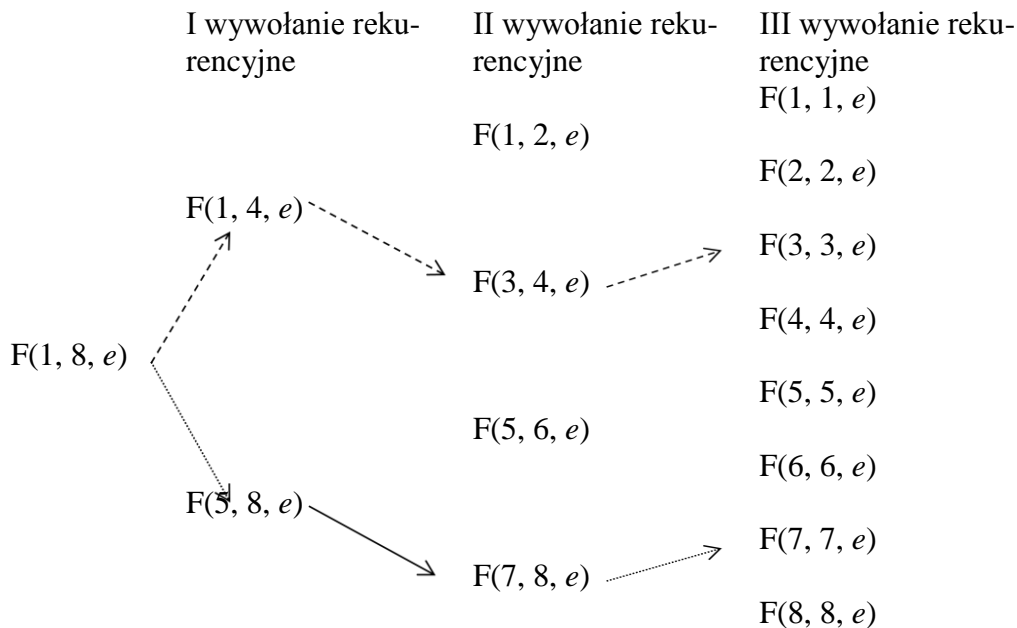 I wywołanie reku-
rencyjne
II wywołanie reku-
rencyjne
III wywołanie reku-
rencyjne
F(1, 1, e)
F(1, 2, e)
F(2, 2, e)
F(1, 4, e)
F(3, 3, e)
F(3, 4, e)
F(4, 4, e)
F(1, 8, e)
F(5, 5, e)
F(5, 6, e)
F(6, 6, e)
F(5, 8, e)
F(7, 7, e)
F(7, 8, e)
F(8, 8, e)